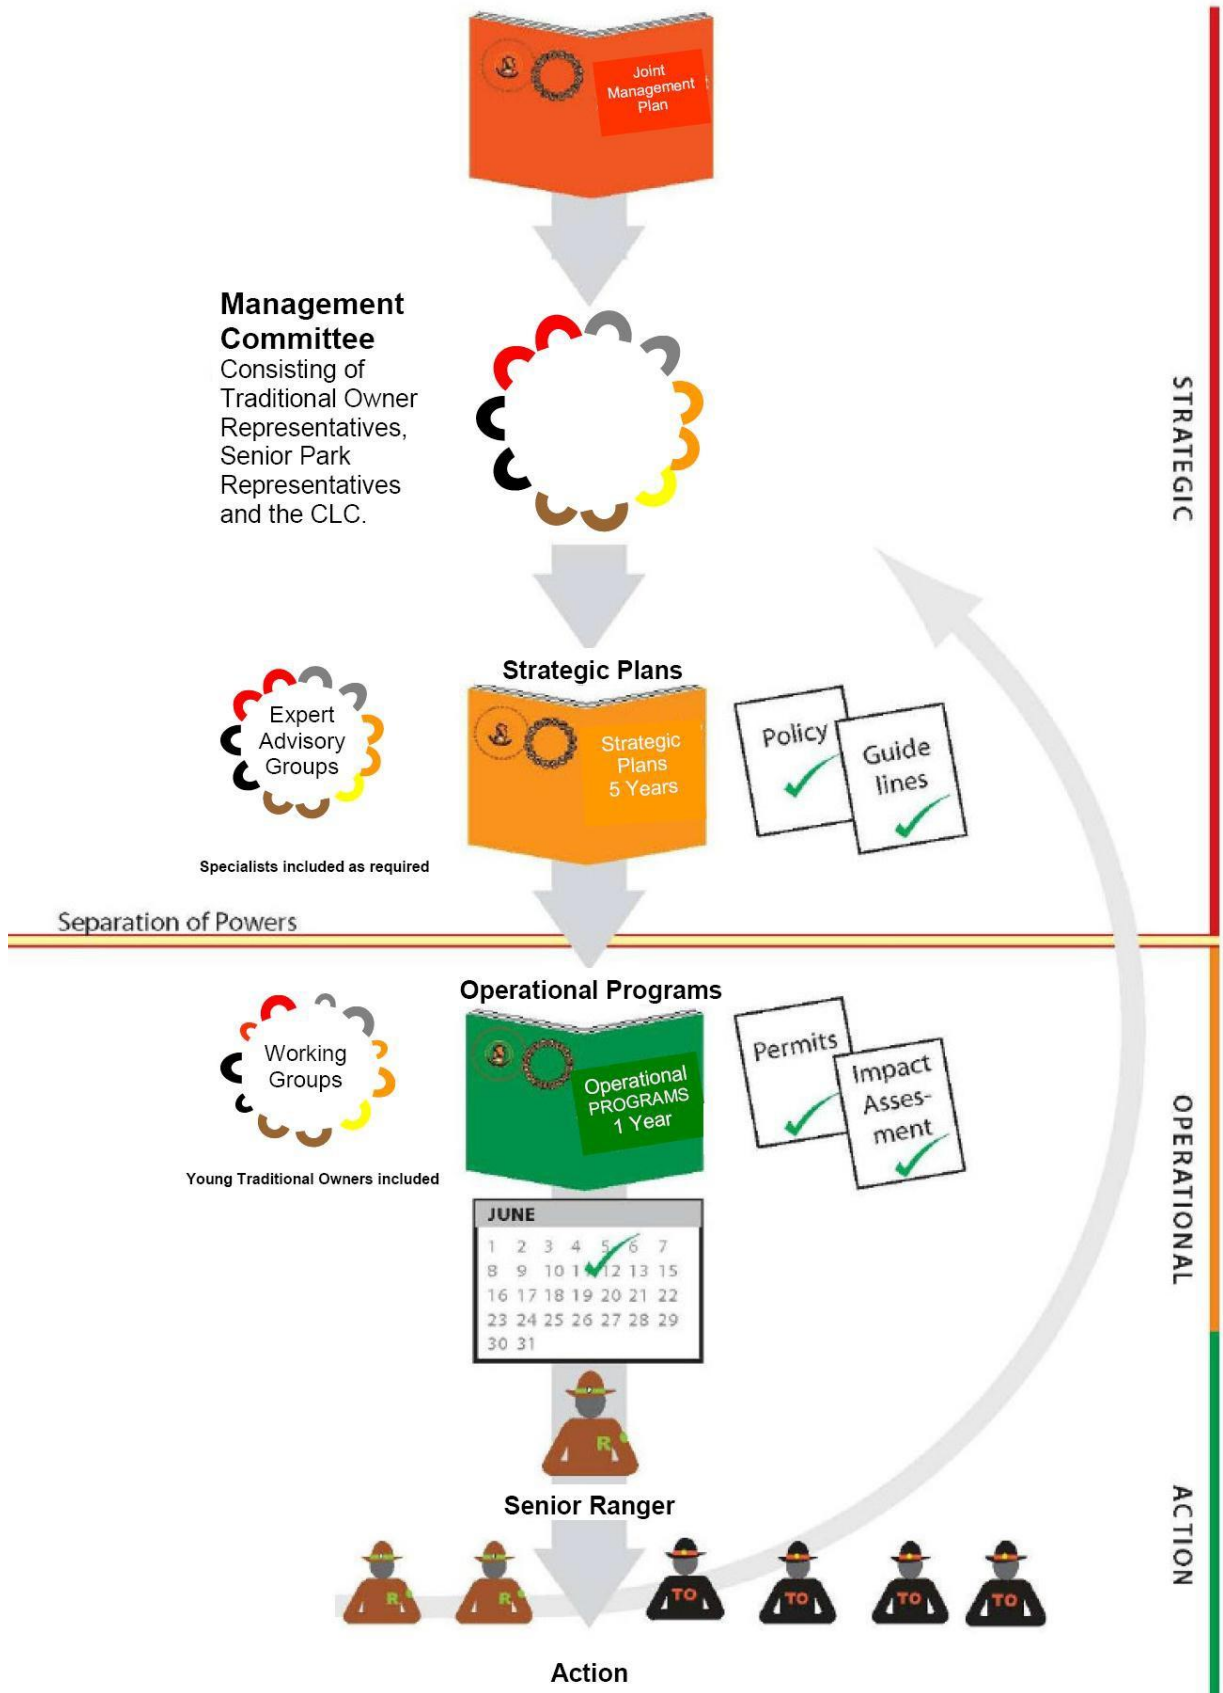 Joint
Management
Plan
Management
Committee
Consisting of
Traditional Owner
Representatives,
Senior Park
Representatives
and the CLC.
STRATEGIC
Strategic Plans
Expert
Advisory
Groups
Strategic
Plans
5 Years
Policy
Guide
lines
Specialists included as required
Separation of Powers
Operational Programs
Working
Groups
Operational
PROGRAMS
1 Year
Permits
Impact
Asses-
ment
Young Traditional Owners included
OPERATIONAL
JUNE
1 2 3 4 5 6 7
8 9 10 12 13 15
16 17 18 19 20 21 22
23 24 25 26 27 28 29
30 31
R
Senior Ranger
ACTION
R R TO TO TO TO
Action